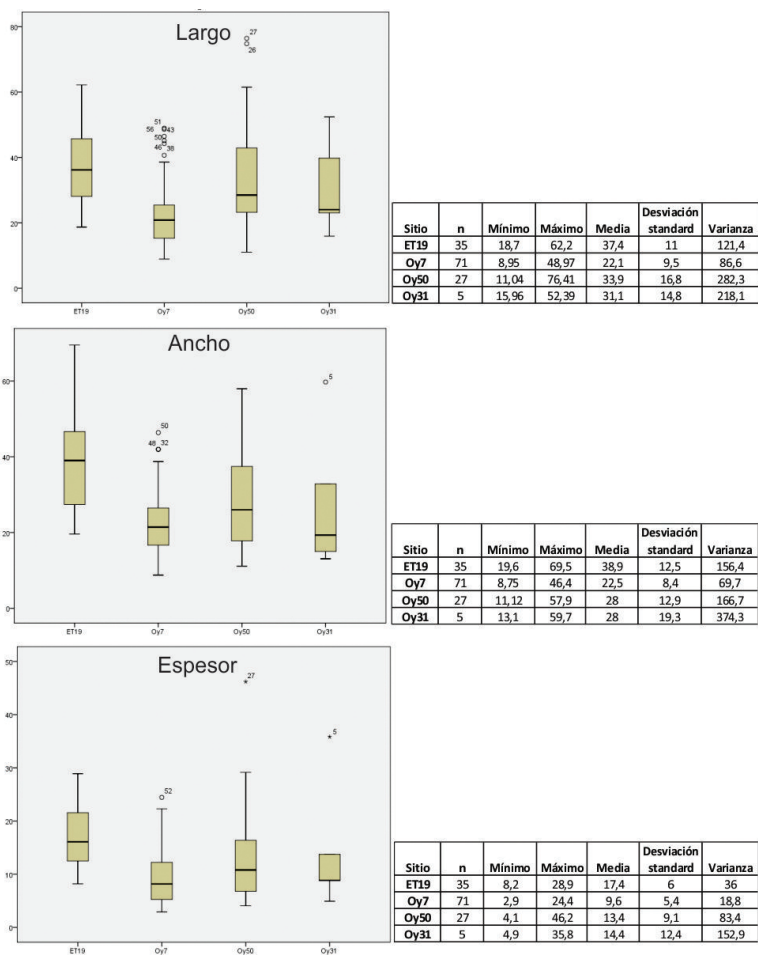 Largo
80
60
40
20
0
27
26
51
56 43
50
46 38
ET19 Oy7 Oy50 Oy31
Desviación
Sitio n Mínimo Máximo Media standard Varianza
ET19 35 18,7 62,2 37,4 11 121,4
Oy7 71 8,95 48,97 22,1 9,5 86,6
Oy50 27 11,04 76,41 33,9 16,8 282,3
Oy31 5 15,96 52,39 31,1 14,8 218,1
Ancho
60
40
20
0
50
48 32
5
ET19 Oy7 Oy50 Oy31
Desviación
Sitio n Mínimo Máximo Media standard Varianza
ET19 35 19,6 69,5 38,9 12,5 156,4
Oy7 71 8,75 46,4 22,5 8,4 69,7
Oy50 27 11,12 57,9 28 12,9 166,7
Oy31 5 13,1 59,7 28 19,3 374,3
Espesor
50
40
30
20
10
0
52
27
5
ET19 Oy7 Oy50 Oy31
Desviación
Sitio n Mínimo Máximo Media standard Varianza
ET19 35 8,2 28,9 17,4 6 36
Oy7 71 2,9 24,4 9,6 5,4 18,8
Oy50 27 4,1 46,2 13,4 9,1 83,4
Oy31 5 4,9 35,8 14,4 12,4 152,9